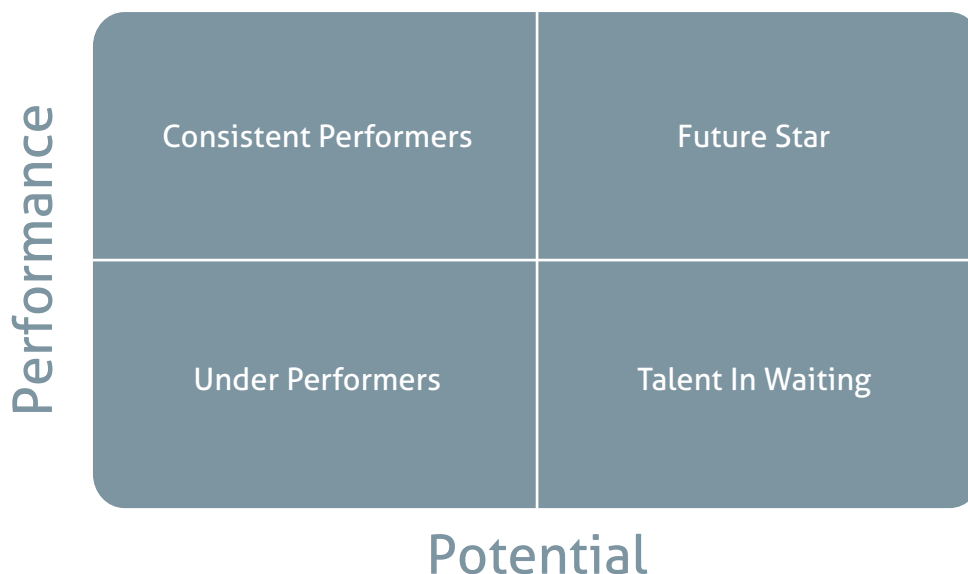 Performance
Consistent Performers
Future Star
Under Performers
Talent In Waiting
Potential